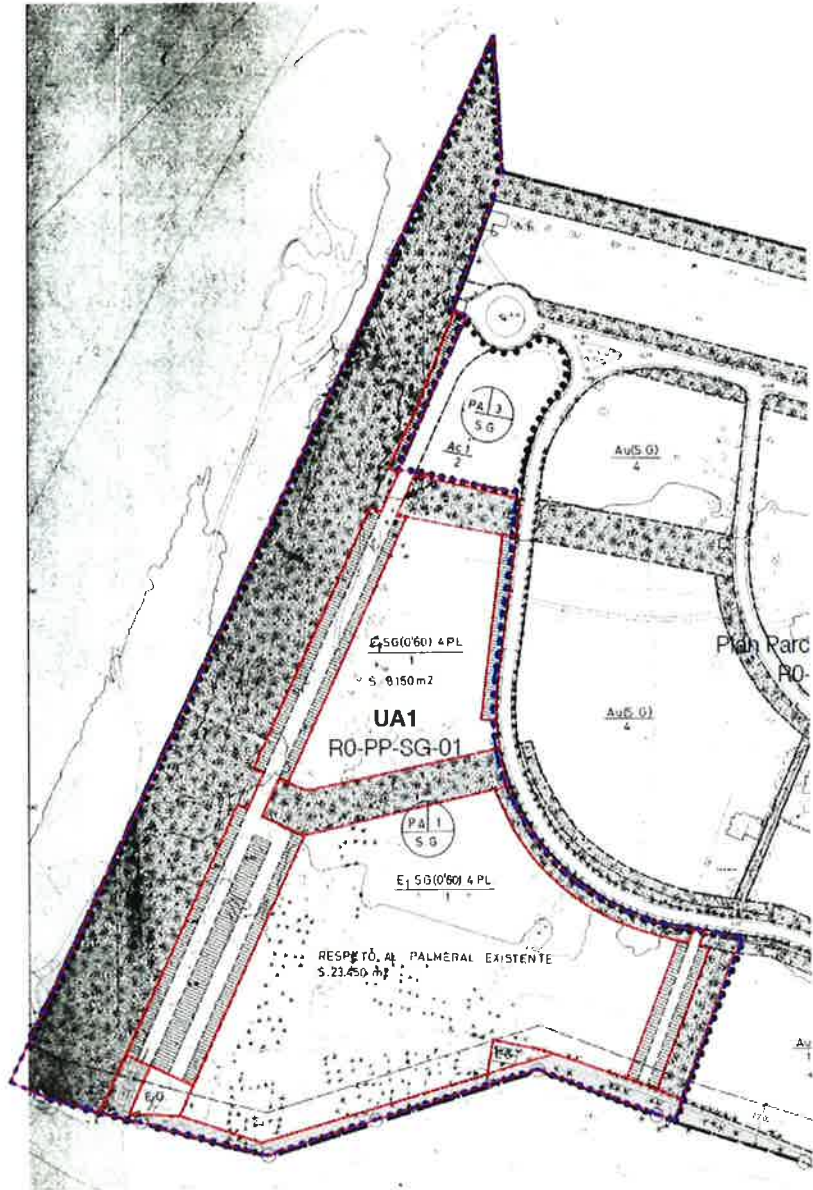 PA 3
S G
Ac 1
2
Au(S.G)
4
E1 SG(0'60) 4 PL
1
S. 8150 m2
UA1
R0-PP-SG-01
Plan Parc
R0-
Au(S.G)
4
PA 1
S G
E1 SG(0'60) 4 PL
1
RESPETO AL PALMERAL EXISTENTE
S.23.450 m2
Au